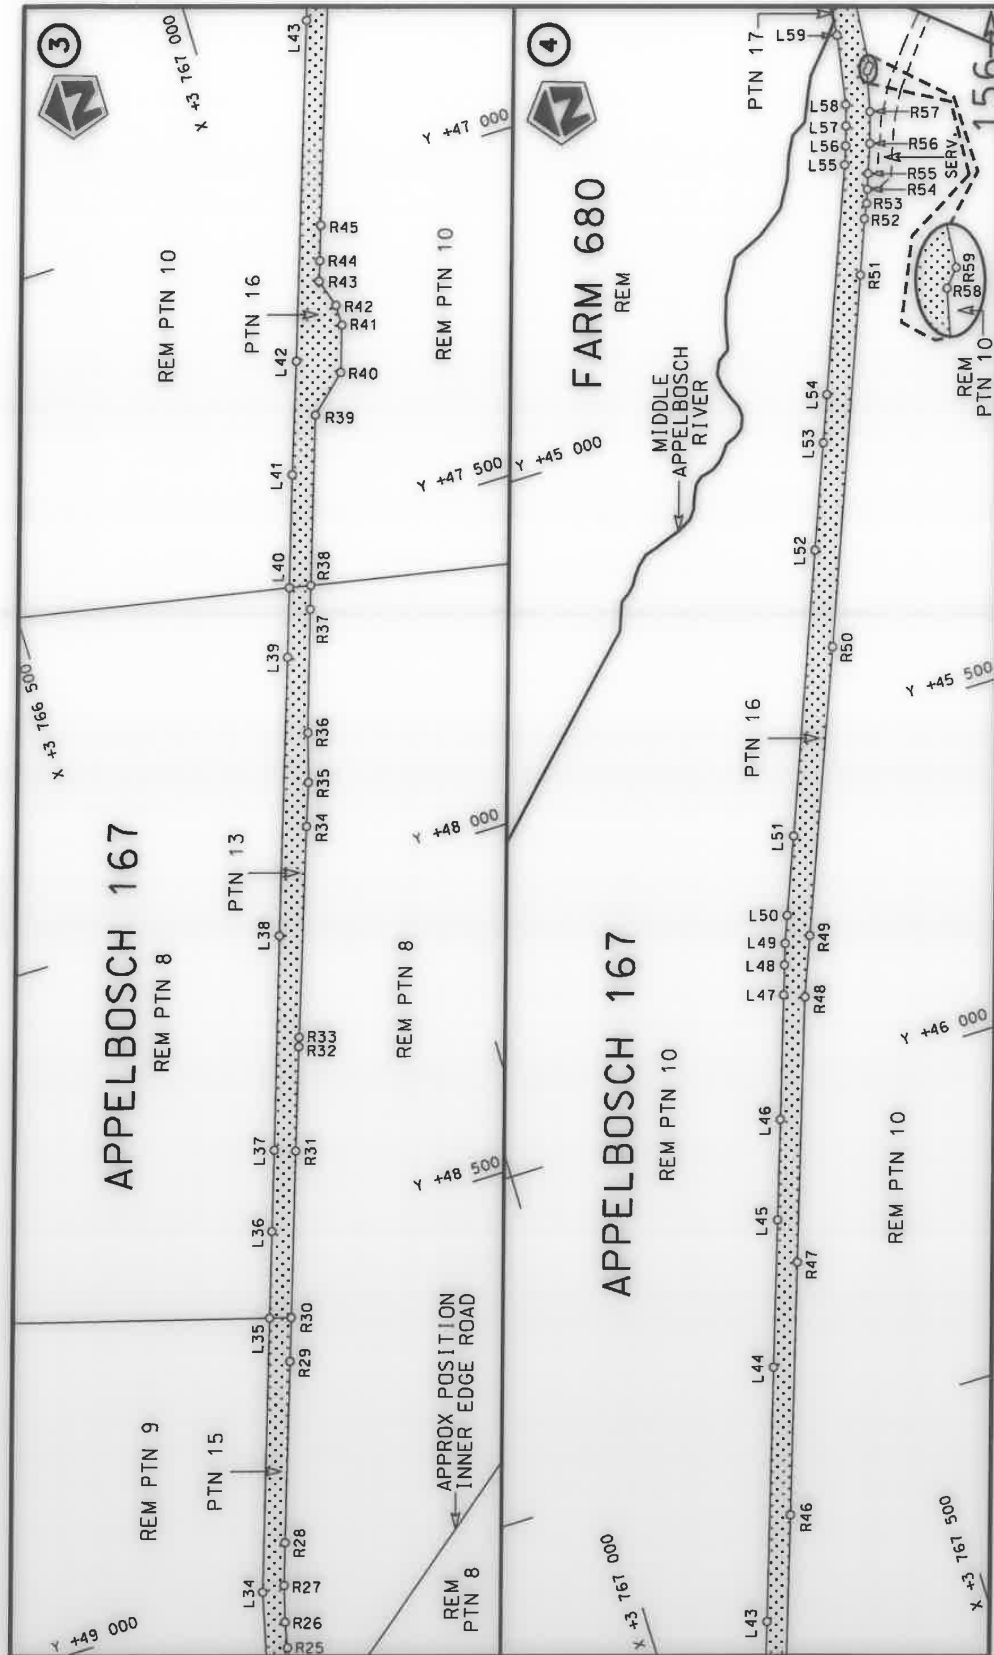 3
N
X +3 767 000
Y +47 000
L43
REM PTN 10
PTN 16
L42
R45
R44
R43
R42
R41
R40
R39
REM PTN 10
Y +47 500
L41
L40
R38
R37
L39
X +3 766 500
R36
R35
R34
Y +48 000
APPELBOSCH 167
REM PTN 8
PTN 13
L38
R33
R32
REM PTN 8
L37
R31
Y +48 500
L36
L35
R30
R29
REM PTN 9
PTN 15
APPROX POSITION
INNER EDGE ROAD
R28
L34
R27
R26
R25
REM
PTN 8
Y +49 000
4
N
PTN 17
L59
L58
L57
L56
L55
R57
R56
SERV.
R55
R54
R53
R52
R51
156
R59
R58
REM
PTN 10
FARM 680
REM
MIDDLE
APPELBOSCH
RIVER
Y +45 000
L54
L53
L52
R50
Y +45 500
PTN 16
L51
L50
L49
L48
L47
R49
R48
Y +46 000
APPELBOSCH 167
REM PTN 10
L46
L45
R47
REM PTN 10
L44
R46
L43
X +3 767 000
X +3 767 500